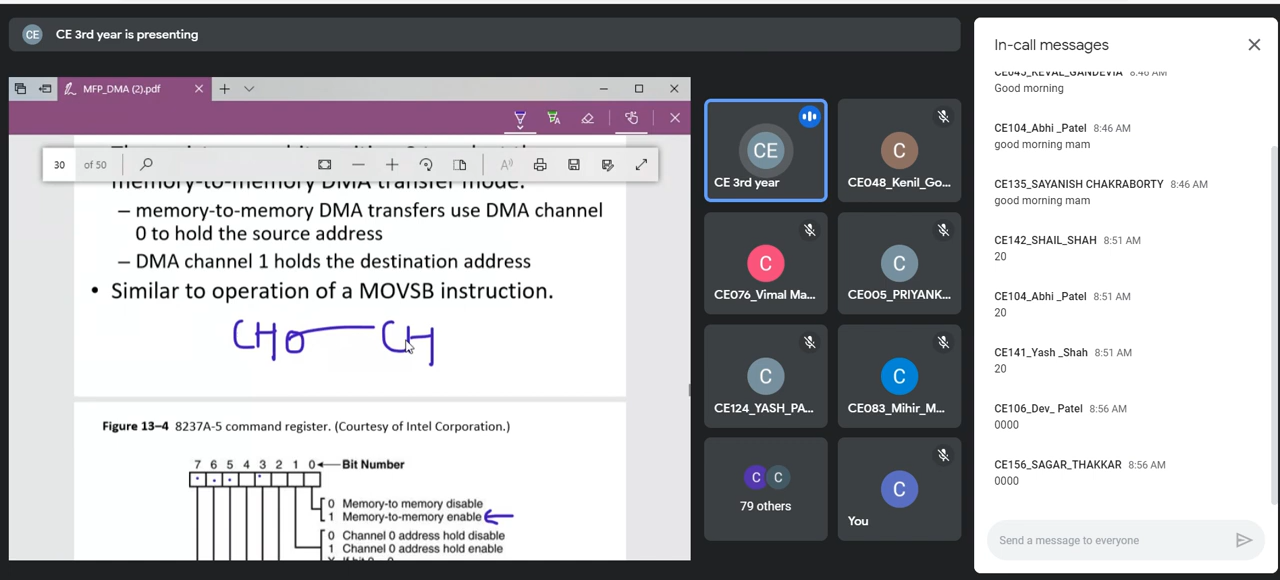 CE CE 3rd year is presenting
MFP_DMA (2).pdf
30 of 50
memory-to-memory DMA transfer mode.
– memory-to-memory DMA transfers use DMA channel
0 to hold the source address
– DMA channel 1 holds the destination address
• Similar to operation of a MOVSB instruction.
CH0 CH
Figure 13–4 8237A-5 command register. (Courtesy of Intel Corporation.)
7 6 5 4 3 2 1 0 Bit Number
0 Memory-to memory disable
1 Memory-to-memory enable
0 Channel 0 address hold disable
1 Channel 0 address hold enable
CE
CE 3rd year
C
CE048_Kenil_Go...
C
CE076_Vimal Ma...
C
CE005_PRIYANK...
C
CE124_YASH_PA...
C
CE083_Mihir_M...
C C
79 others
C
You
In-call messages
CE045_KEVAL_GANDEVIA 8:46 AM
Good morning
CE104_Abhi _Patel 8:46 AM
good morning mam
CE135_SAYANISH CHAKRABORTY 8:46 AM
good morning mam
CE142_SHAIL_SHAH 8:51 AM
20
CE104_Abhi _Patel 8:51 AM
20
CE141_Yash _Shah 8:51 AM
20
CE106_Dev_ Patel 8:56 AM
0000
CE156_SAGAR_THAKKAR 8:56 AM
0000
Send a message to everyone